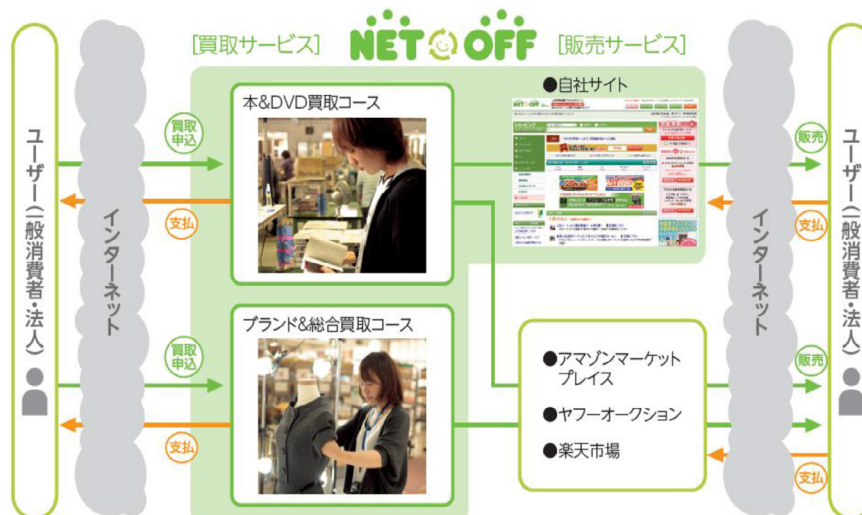 [買取サービス]
NET OFF
[販売サービス]
ユーザー(一般消費者・法人)
インターネット
買取
申込
支払
本&DVD買取コース
●自社サイト
販売
支払
インターネット
ユーザー(一般消費者・法人)
買取
申込
支払
ブランド&総合買取コース
●アマゾンマーケット
プレイス
●ヤフーオークション
●楽天市場
販売
支払